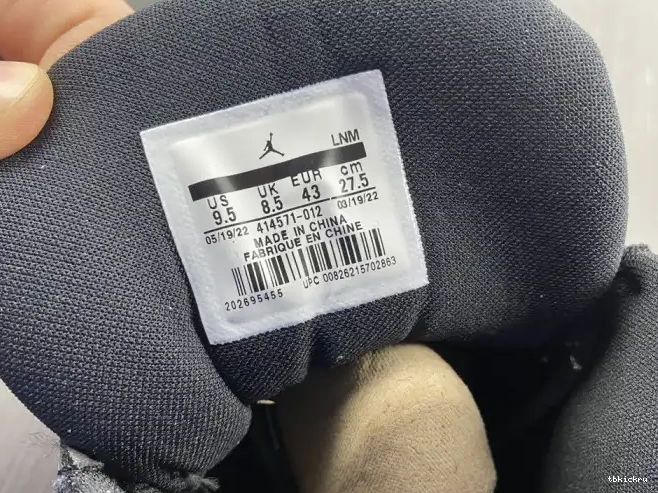 LNM
US UK EUR cm
9.5 8.5 43 27.5
05/19/22 414571-012 03/19/22
MADE IN CHINA
FABRIQUE EN CHINE
202695455 UPC 00826215702863
tbkickru